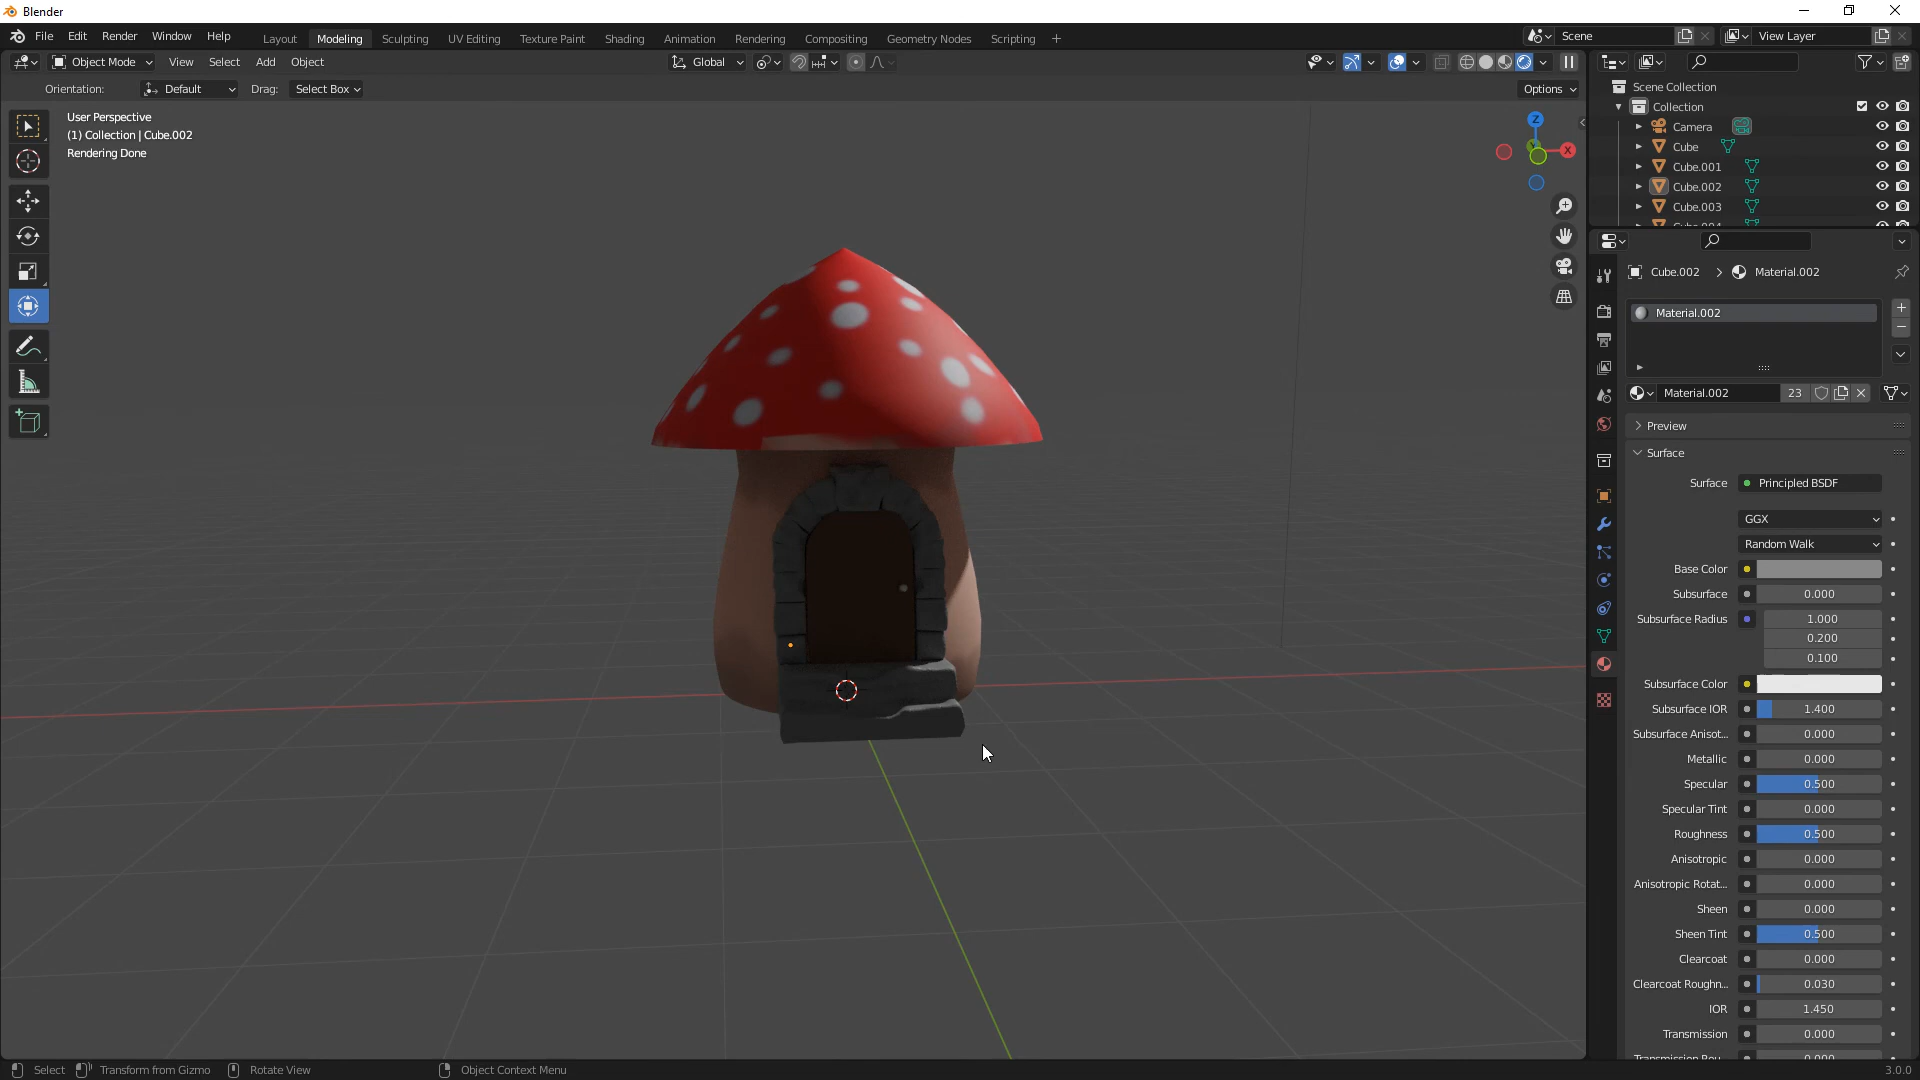 Blender
File Edit Render Window Help Layout Modeling Sculpting UV Editing Texture Paint Shading Animation Rendering Compositing Geometry Nodes Scripting + Scene View Layer
Object Mode View Select Add Object Global
Orientation: Default Drag: Select Box Options
User Perspective
(1) Collection | Cube.002
Rendering Done
Z
X
Scene Collection
Collection
Camera
Cube
Cube.001
Cube.002
Cube.003
Cube.002 > Material.002
Material.002
Material.002 23
Preview
Surface
Surface Principled BSDF
GGX
Random Walk
Base Color
Subsurface 0.000
Subsurface Radius 1.000
0.200
0.100
Subsurface Color
Subsurface IOR 1.400
Subsurface Anisot... 0.000
Metallic 0.000
Specular 0.500
Specular Tint 0.000
Roughness 0.500
Anisotropic 0.000
Anisotropic Rotat... 0.000
Sheen 0.000
Sheen Tint 0.500
Clearcoat 0.000
Clearcoat Roughn... 0.030
IOR 1.450
Transmission 0.000
Select Transform from Gizmo Rotate View Object Context Menu 3.0.0